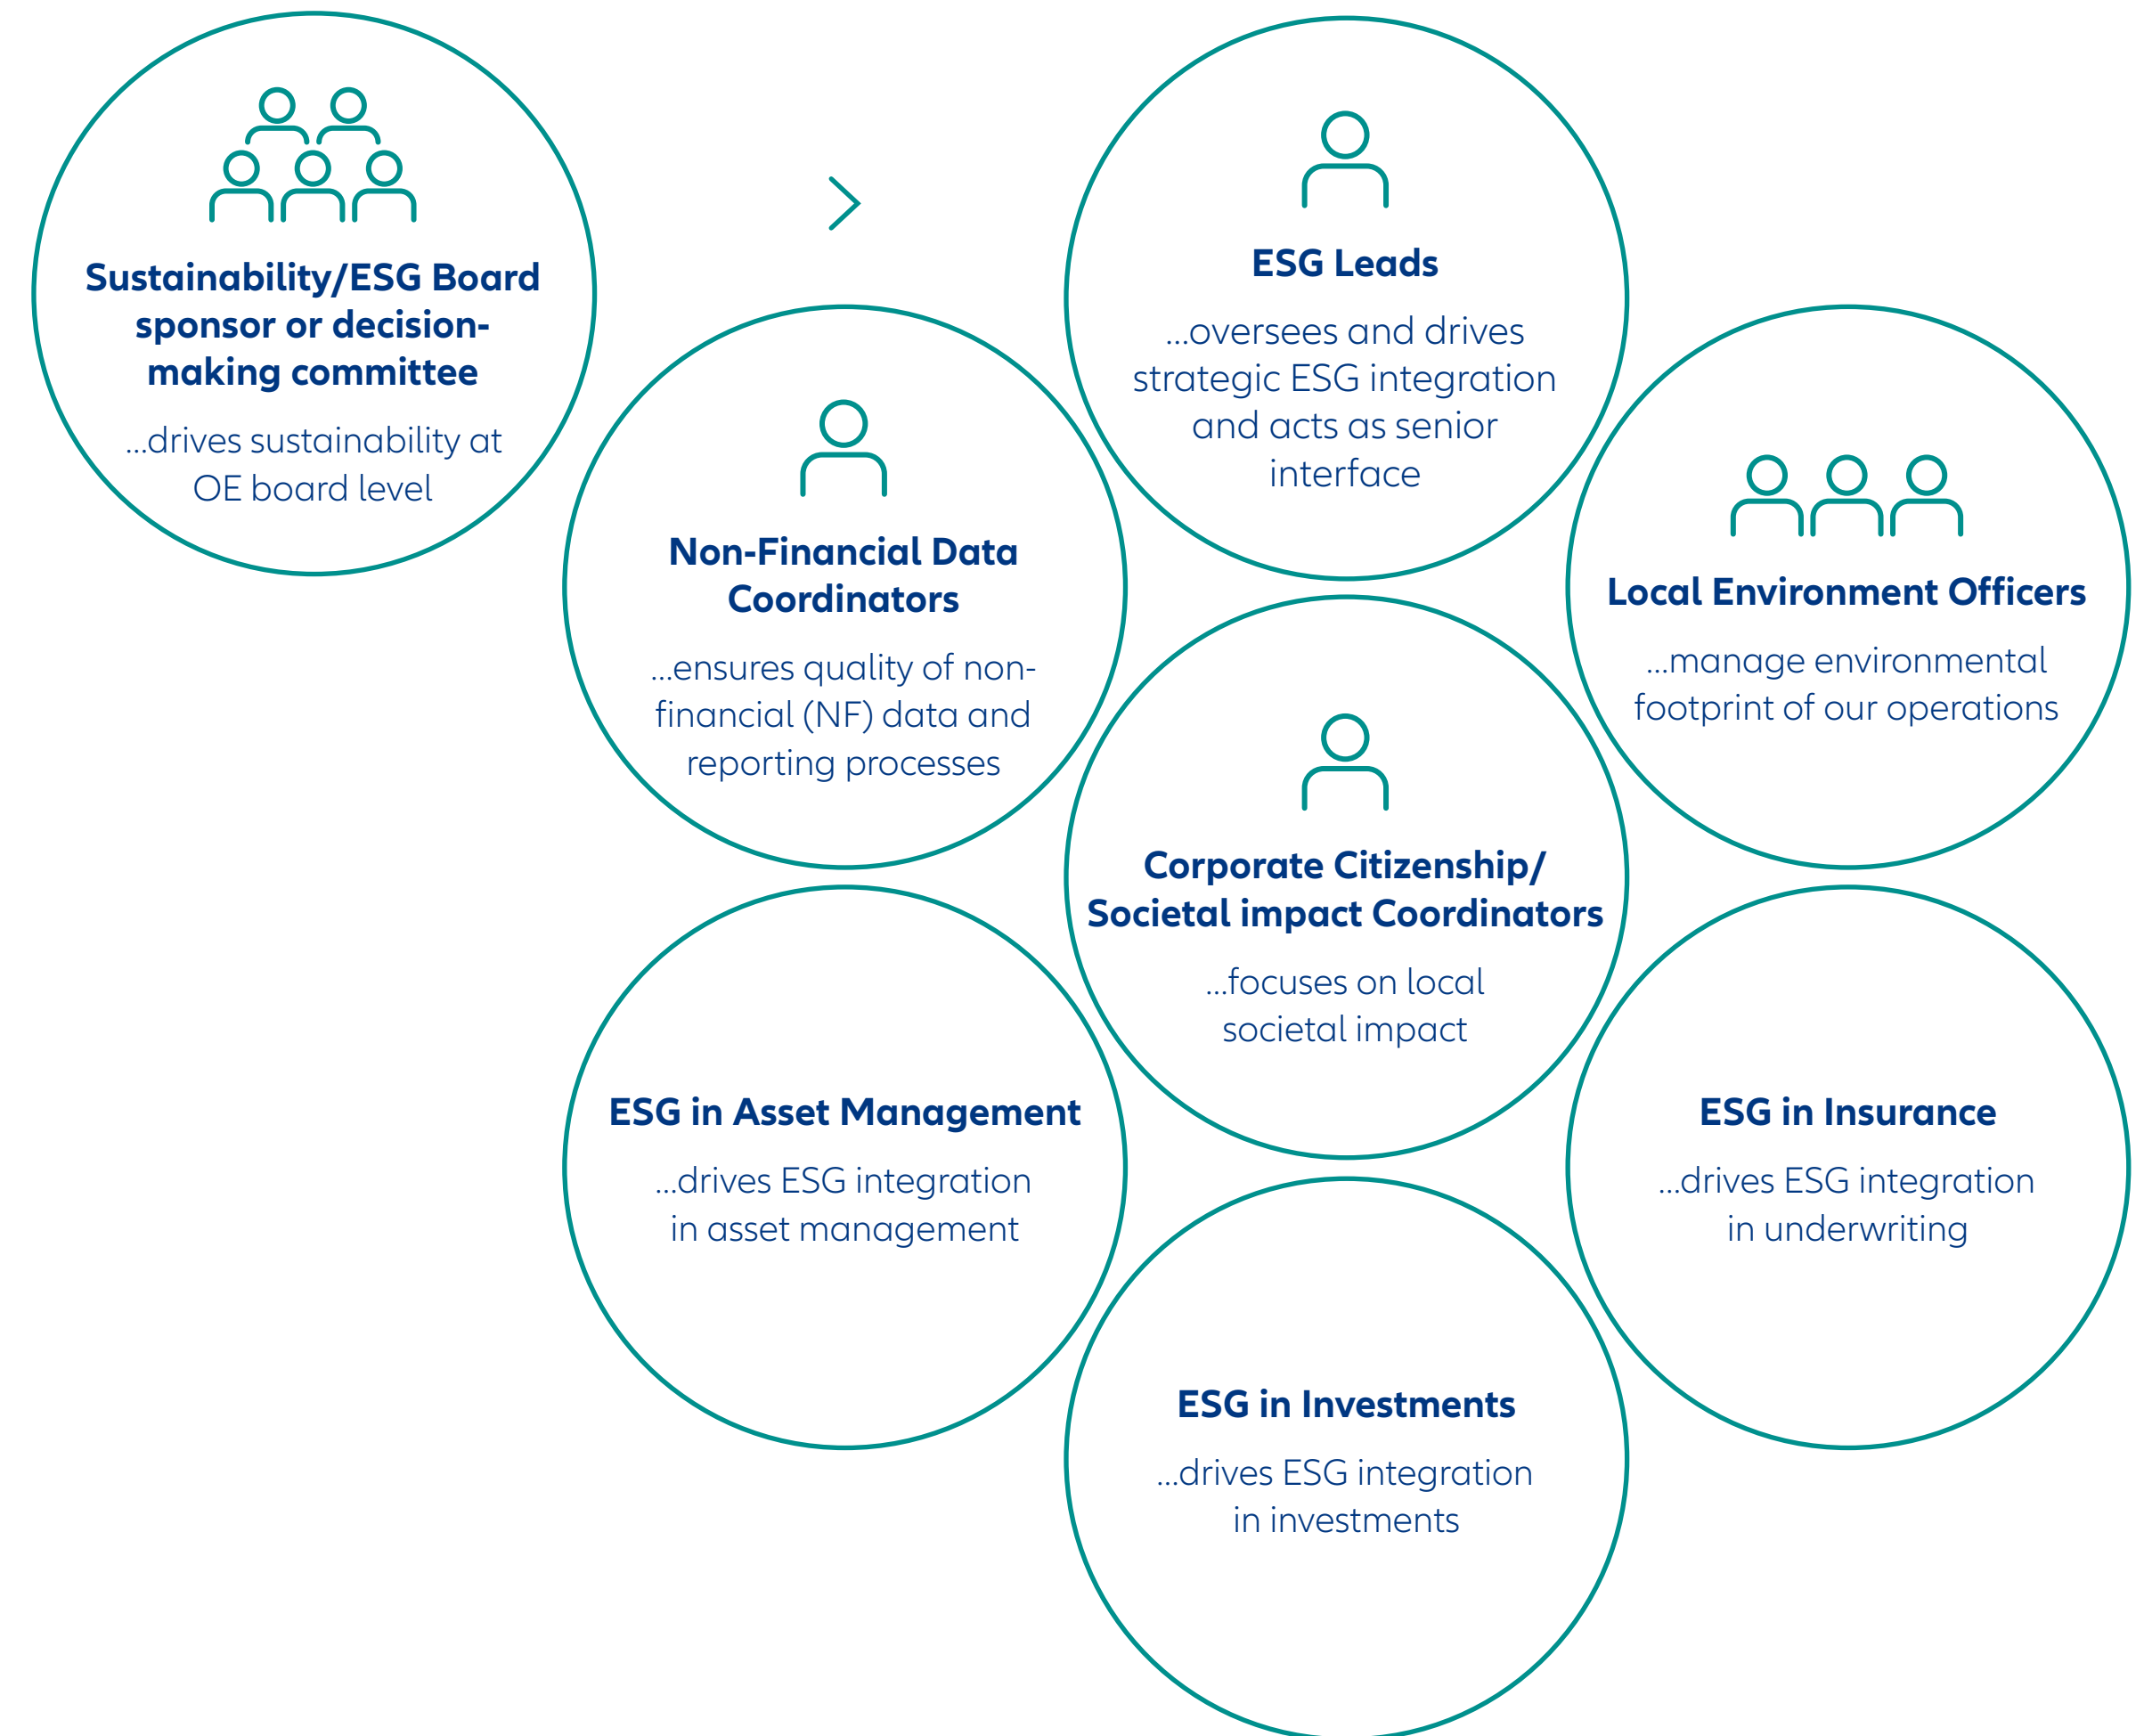 Sustainability/ESG Board
sponsor or decision-
making committee
...drives sustainability at
OE board level
ESG Leads
...oversees and drives
strategic ESG integration
and acts as senior
interface
Non-Financial Data
Coordinators
...ensures quality of non-
financial (NF) data and
reporting processes
Local Environment Officers
...manage environmental
footprint of our operations
Corporate Citizenship/
Societal impact Coordinators
...focuses on local
societal impact
ESG in Asset Management
...drives ESG integration
in asset management
ESG in Insurance
...drives ESG integration
in underwriting
ESG in Investments
...drives ESG integration
in investments